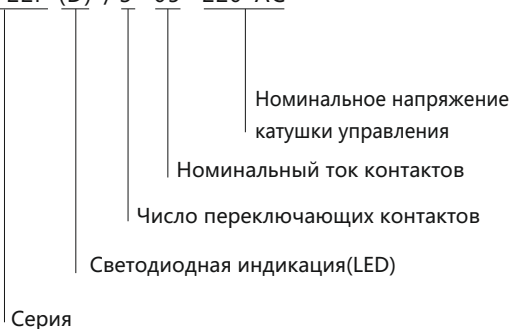 Номинальное напряжение
катушки управления
Номинальный ток контактов
Число переключающих контактов
Светодиодная индикация(LED)
Серия